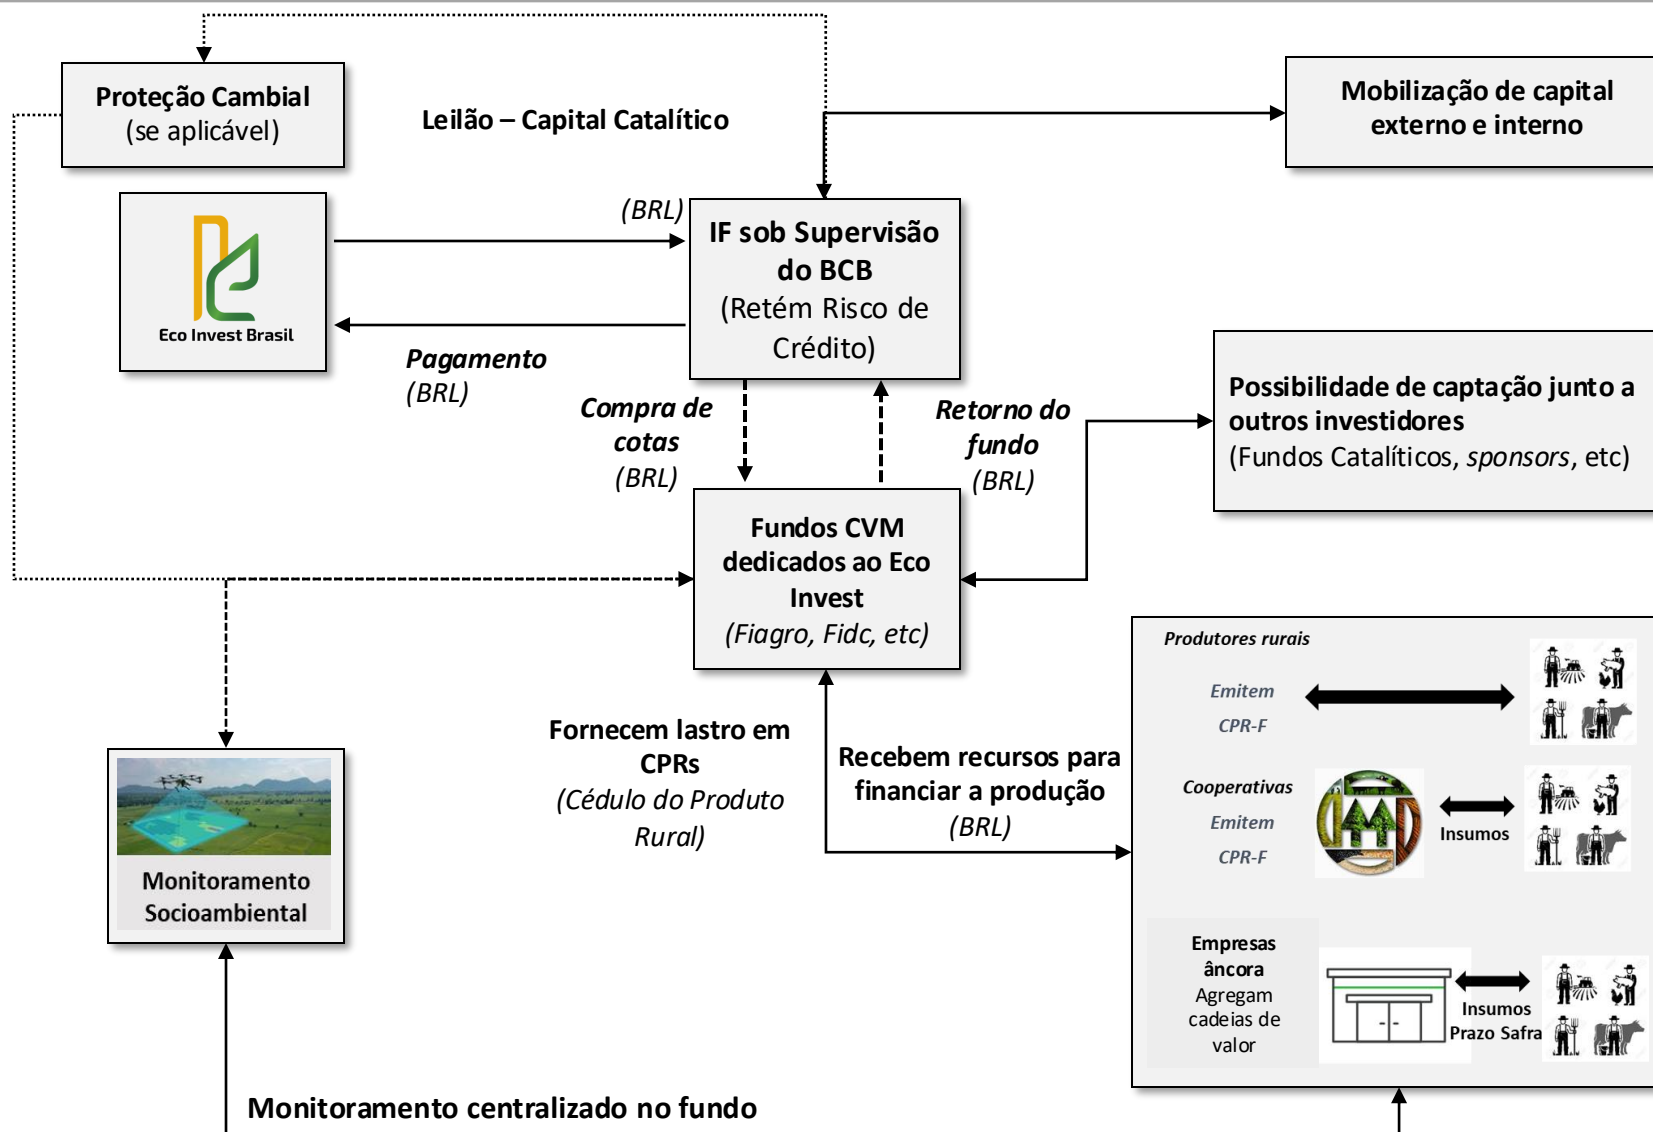 Proteção Cambial
(se aplicável)
Leilão – Capital Catalítico
Mobilização de capital
externo e interno
(BRL)
Eco Invest Brasil
IF sob Supervisão
do BCB
(Retém Risco de
Crédito)
Pagamento
(BRL)
Compra de
cotas
(BRL)
Retorno do
fundo
(BRL)
Possibilidade de captação junto a
outros investidores
(Fundos Catalíticos, sponsors, etc)
Fundos CVM
dedicados ao Eco
Invest
(Fiagro, Fidc, etc)
Fornecem lastro em
CPRs
(Cédulo do Produto
Rural)
Recebem recursos para
financiar a produção
(BRL)
Produtores rurais
Emitem
CPR-F
Cooperativas
Emitem
CPR-F
Insumos
Empresas
âncora
Agregam
cadeias de
valor
Insumos
Prazo Safra
Monitoramento
Socioambiental
Monitoramento centralizado no fundo